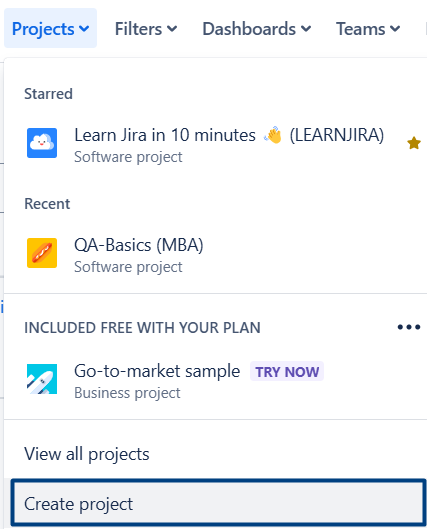 Projects Filters Dashboards Teams
Starred
Learn Jira in 10 minutes 👋 (LEARNJIRA)
Software project
Recent
QA-Basics (MBA)
Software project
INCLUDED FREE WITH YOUR PLAN
Go-to-market sample TRY NOW
Business project
View all projects
Create project